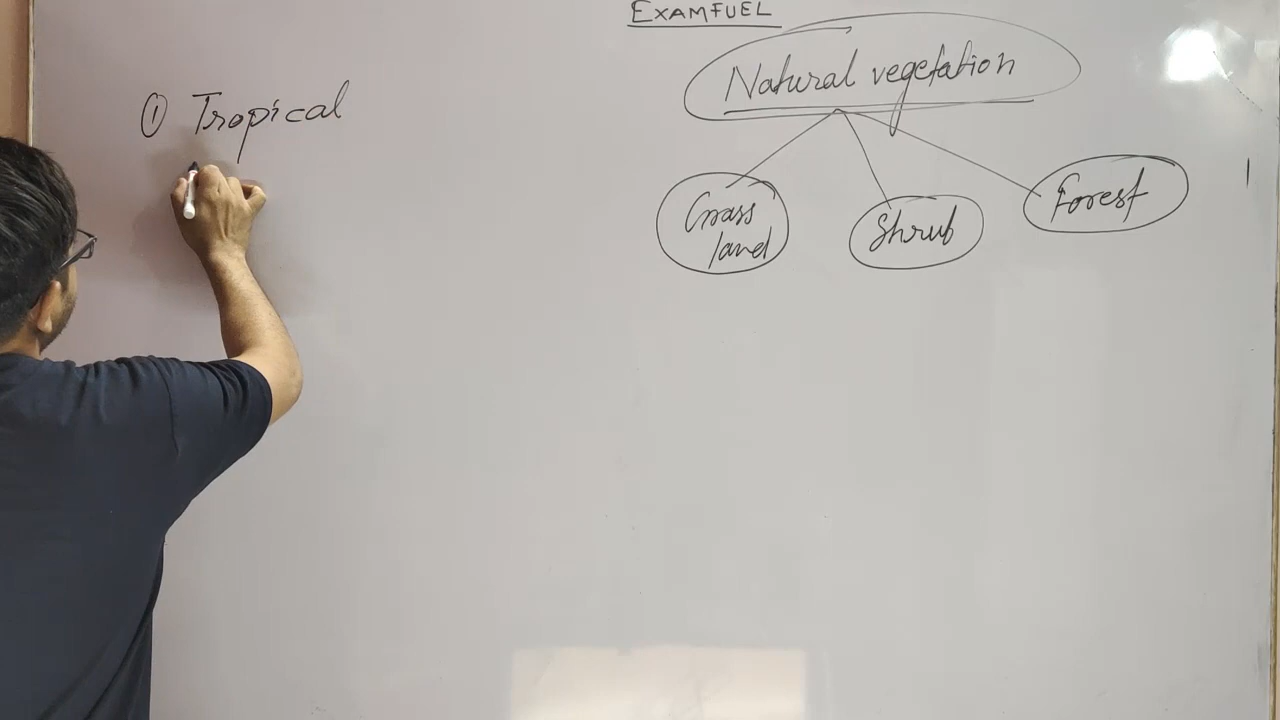 EXAMFUEL
Natural vegetation
Grass
land
Shrub
Forest
① Tropical